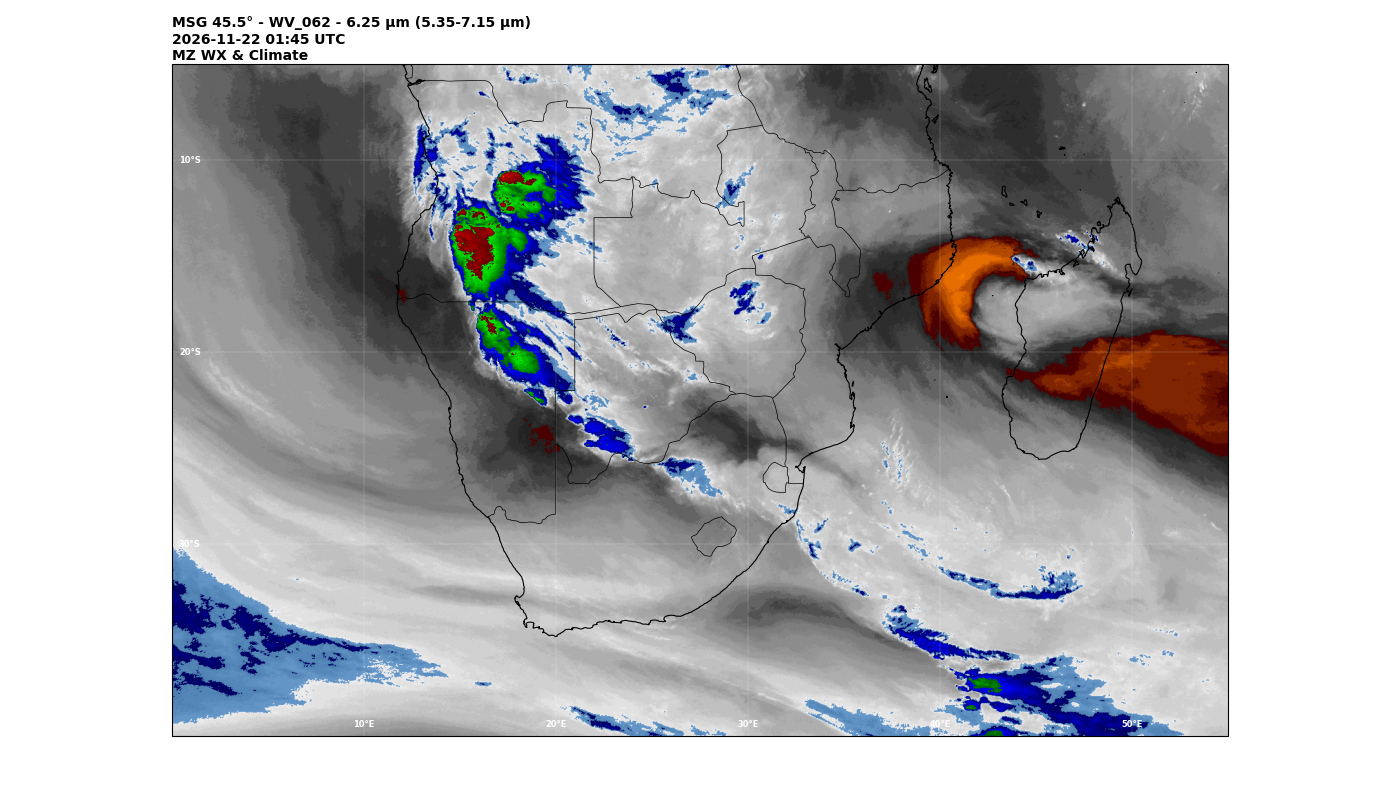 MSG 45.5° - WV_062 - 6.25 μm (5.35-7.15 μm)
2026-11-22 01:45 UTC
MZ WX & Climate
10°S
20°S
30°S
10°E
20°E
30°E
40°E
50°E